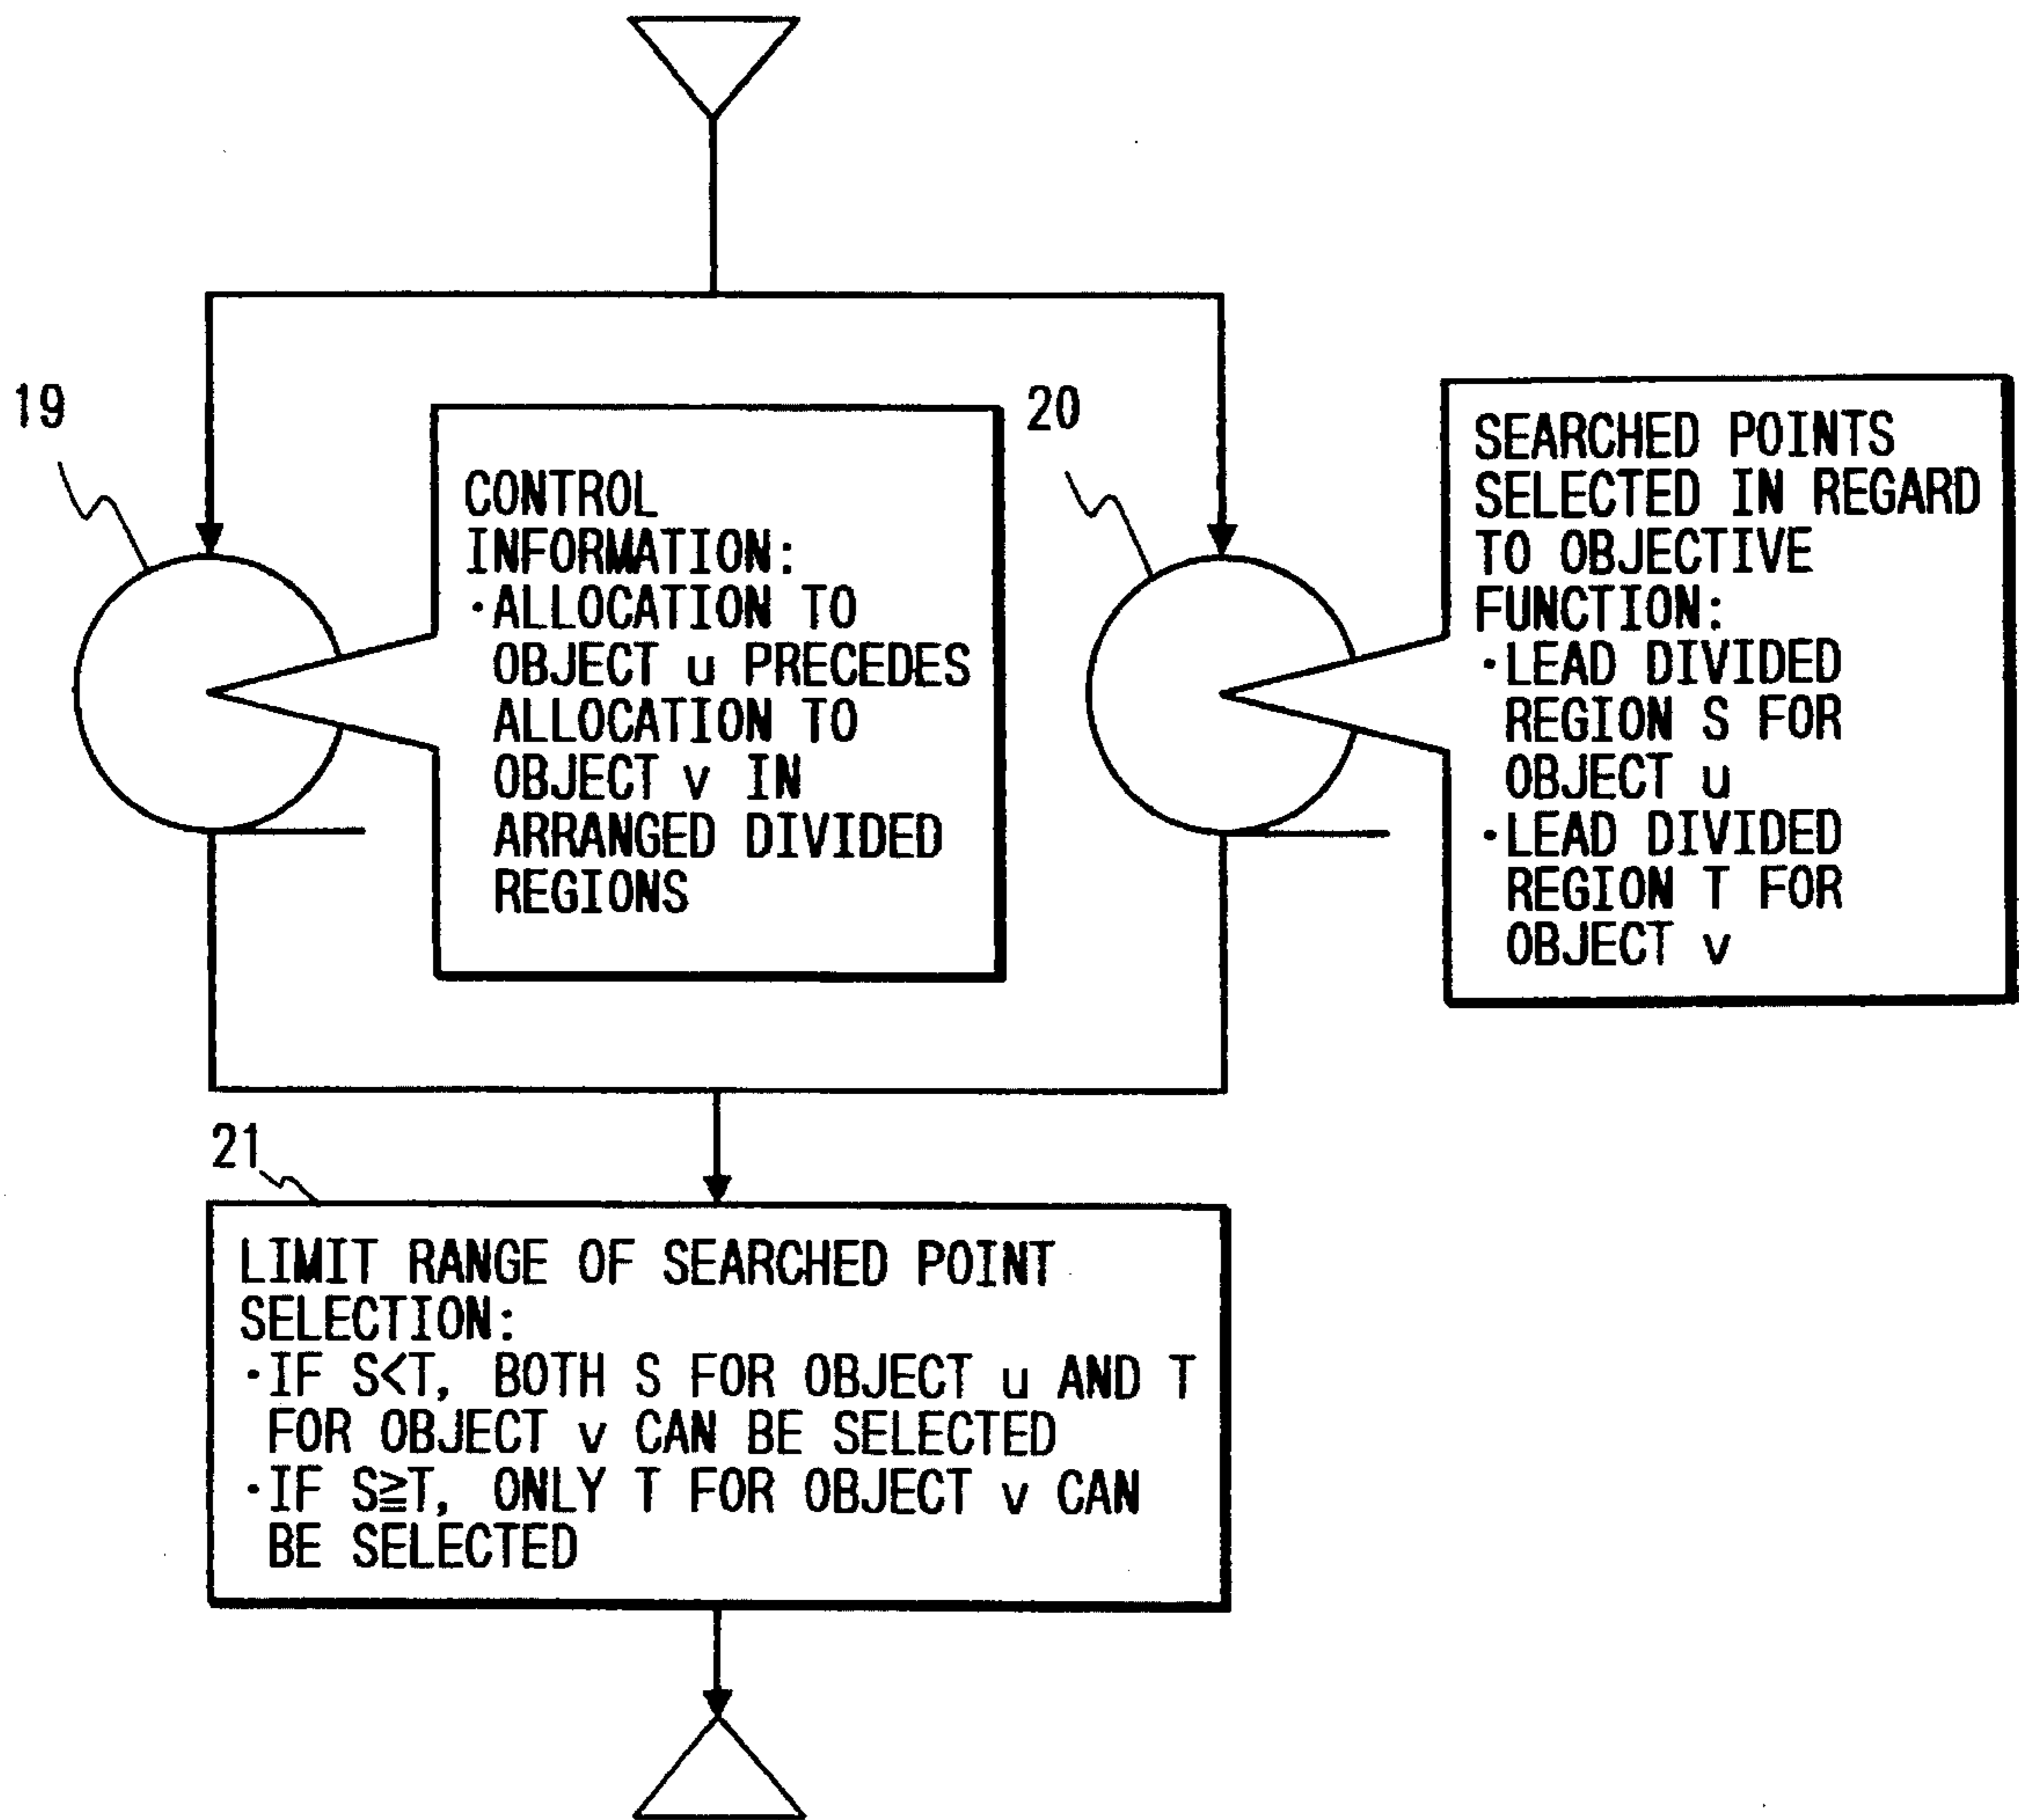 19
CONTROL
INFORMATION:
·ALLOCATION TO
OBJECT u PRECEDES
ALLOCATION TO
OBJECT v IN
ARRANGED DIVIDED
REGIONS
20
SEARCHED POINTS
SELECTED IN REGARD
TO OBJECTIVE
FUNCTION:
·LEAD DIVIDED
REGION S FOR
OBJECT u
·LEAD DIVIDED
REGION T FOR
OBJECT v
21
LIMIT RANGE OF SEARCHED POINT
SELECTION:
·IF S<T, BOTH S FOR OBJECT u AND T
FOR OBJECT v CAN BE SELECTED
·IF S≧T, ONLY T FOR OBJECT v CAN
BE SELECTED